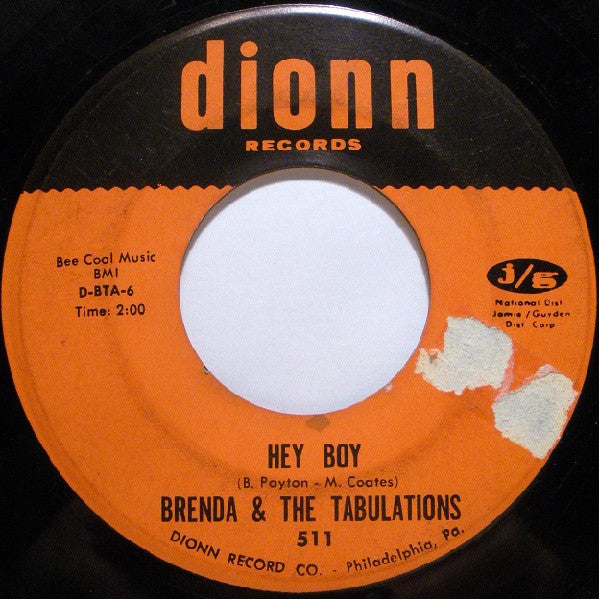 dionn
RECORDS
Bee Cool Music
BMI
D-BTA-6
Time: 2:00
j/g
National Dist
Jamie/Guyden
Dist Corp
HEY BOY
(B. Payton - M. Coates)
BRENDA & THE TABULATIONS
511
DIONN RECORD CO. - Philadelphia, Pa.